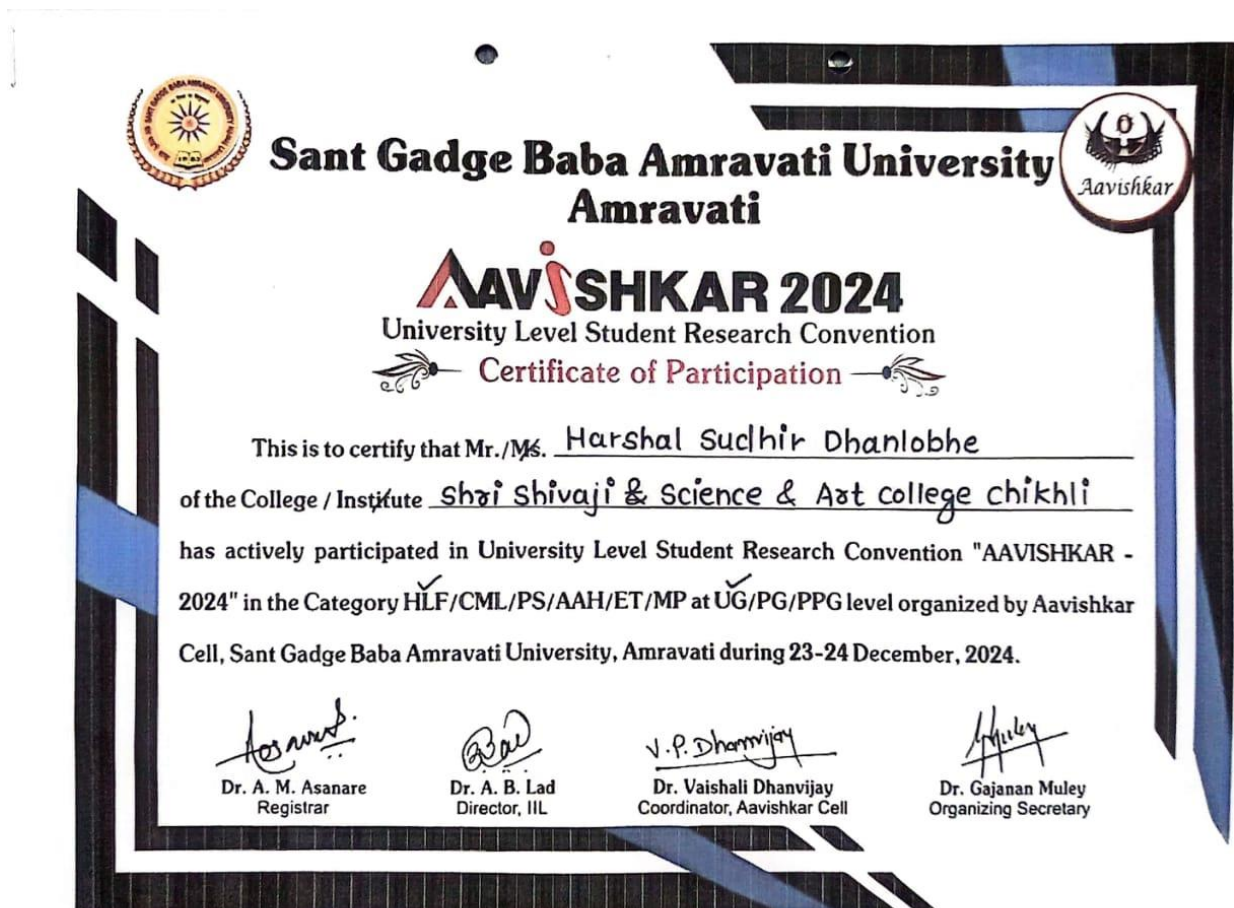 Sant Gadge Baba Amravati University
Amravati
Aavishkar
AAViSHKAR 2024
University Level Student Research Convention
Certificate of Participation
This is to certify that Mr./Ms. Harshal Sudhir Dhanlobhe
of the College / Institute Shri Shivaji & Science & Art college chikhli
has actively participated in University Level Student Research Convention "AAVISHKAR -
2024" in the Category HLF/CML/PS/AAH/ET/MP at UG/PG/PPG level organized by Aavishkar
Cell, Sant Gadge Baba Amravati University, Amravati during 23-24 December, 2024.
V.P. Dhanvijay
Dr. A. M. Asanare
Registrar
Dr. A. B. Lad
Director, IIL
Dr. Vaishali Dhanvijay
Coordinator, Aavishkar Cell
Dr. Gajanan Muley
Organizing Secretary